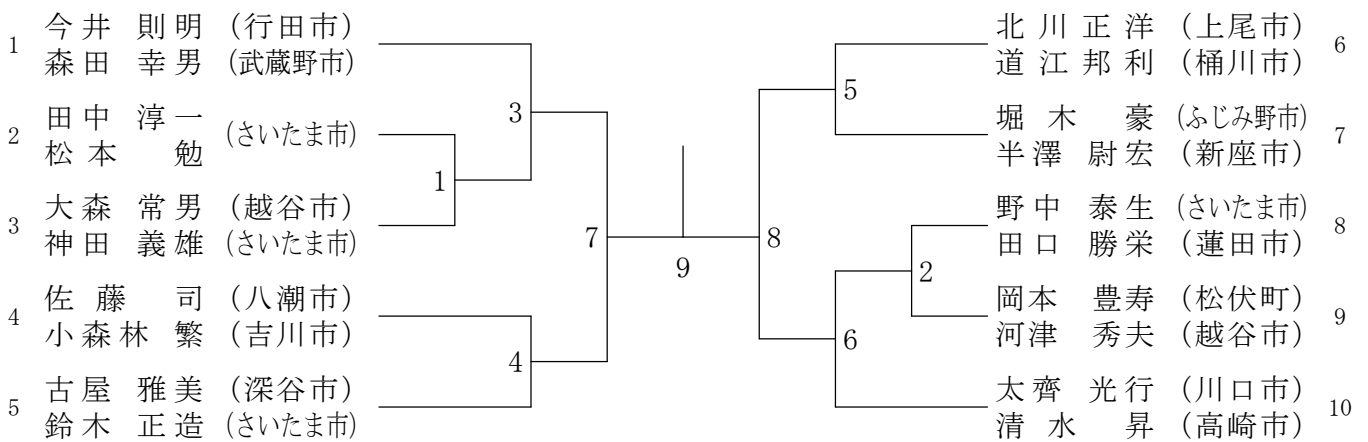 1
今井 則明 (行田市)
森田 幸男 (武蔵野市)
2
田中 淳一
松本 勉
(さいたま市)
3
大森 常男 (越谷市)
神田 義雄 (さいたま市)
4
佐藤 司 (八潮市)
小森林 繁 (吉川市)
5
古屋 雅美 (深谷市)
鈴木 正造 (さいたま市)
3
1
7
4
9
8
5
2
6
北川正洋 (上尾市)
道江邦利 (桶川市)
6
堀木 豪 (ふじみ野市)
半澤 尉宏 (新座市)
7
野中 泰生 (さいたま市)
田口 勝栄 (蓮田市)
8
岡本 豊寿 (松伏町)
河津 秀夫 (越谷市)
9
太齊 光行 (川口市)
清水 昇 (高崎市)
10